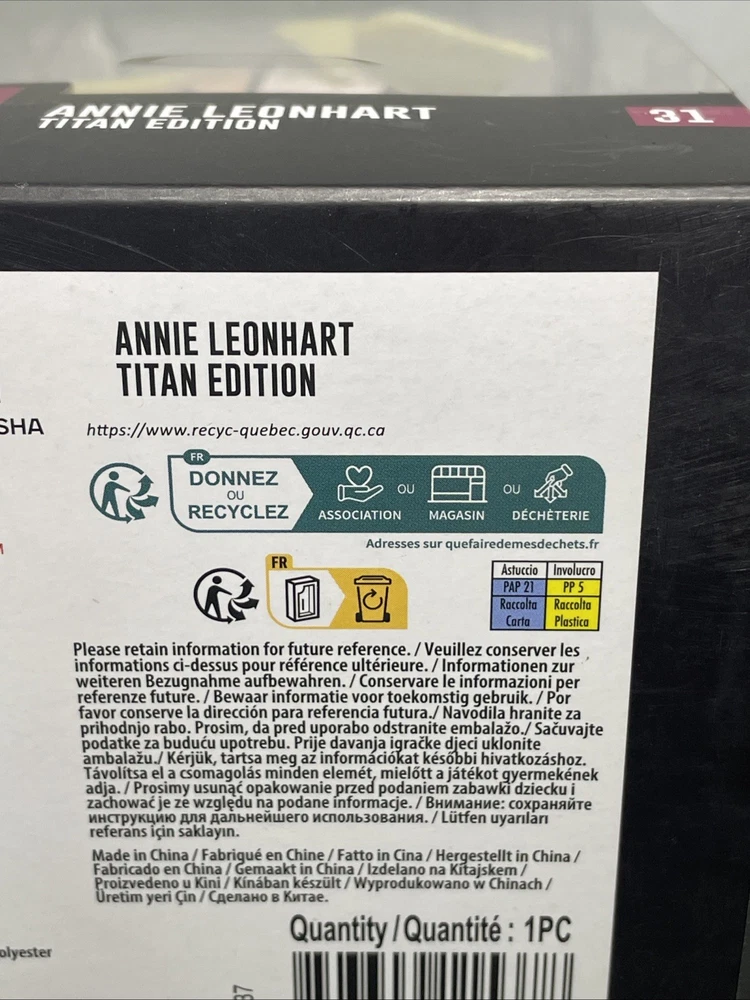 ANNIE LEONHART
TITAN EDITION
31
ANNIE LEONHART
TITAN EDITION
SHA
https://www.recyc-quebec.gouv.qc.ca
FR
DONNEZ
OU
RECYCLEZ
ASSOCIATION
OU
MAGASIN
OU
DÉCHÈTERIE
Adresses sur quefairedemesdechets.fr
M
FR
Astuccio Involucro
PAP 21 PP 5
Raccolta Raccolta
Carta Plastica
Please retain information for future reference. / Veuillez conserver les
informations ci-dessus pour référence ultérieure. / Informationen zur
weiteren Bezugnahme aufbewahren. / Conservare le informazioni per
referenze future. / Bewaar informatie voor toekomstig gebruik. / Por
favor conserve la dirección para referencia futura./ Navodila hranite za
prihodnjo rabo. Prosim, da pred uporabo odstranite embalažo./ Sačuvajte
podatke za buduću upotrebu. Prije davanja igračke djeci uklonite
ambalažu./ Kérjük, tartsa meg az információkat későbbi hivatkozáshoz.
Távolítsa el a csomagolás minden elemét, mielőtt a játékot gyermekének
adja. / Prosimy usunąć opakowanie przed podaniem zabawki dziecku i
zachować je ze względu na podane informacje. / Внимание: сохраняйте
инструкцию для дальнейшего использования. / Lütfen uyarıları
referans için saklayın.
Made in China / Fabriqué en Chine / Fatto in Cina / Hergestellt in China /
Fabricado en China / Gemaakt in China / Izdelano na Kitajskem /
Proizvedeno u Kini / Kínában készült / Wyprodukowano w Chinach /
Üretim yeri Çin / Сделано в Китае.
Quantity/Quantité : 1PC
olyester
37